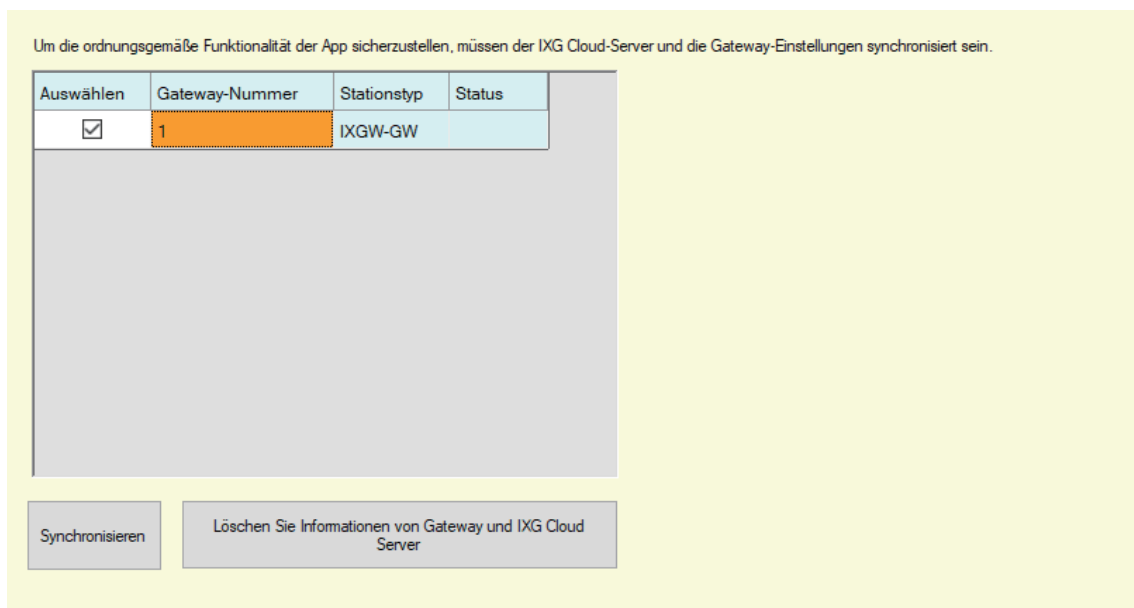 Um die ordnungsgemäße Funktionalität der App sicherzustellen, müssen der IXG Cloud-Server und die Gateway-Einstellungen synchronisiert sein.
Auswählen Gateway-Nummer Stationstyp Status
1 IXGW-GW
Synchronisieren
Löschen Sie Informationen von Gateway und IXG Cloud
Server